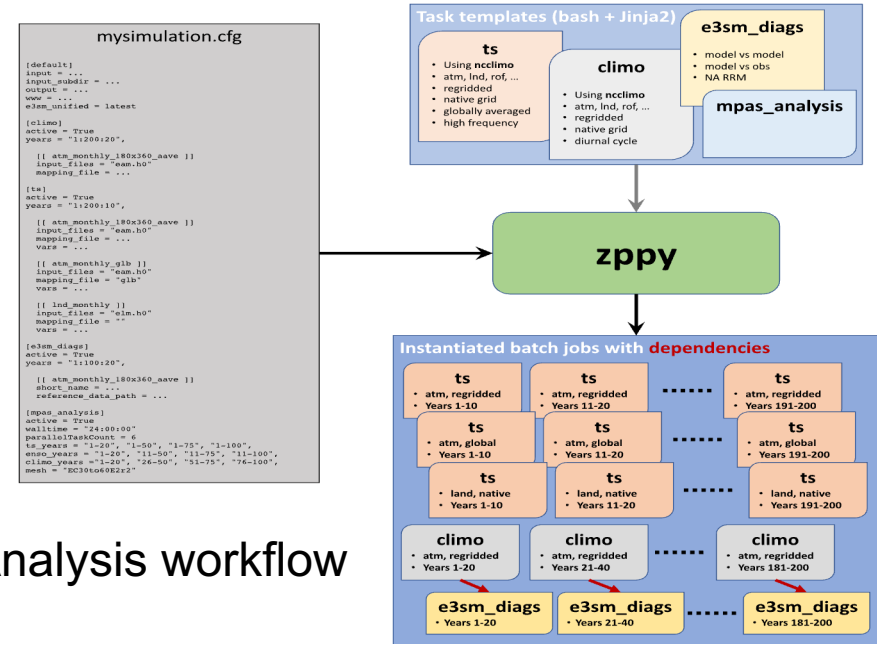 mysimulation.cfg
[default]
input = ...
input_subdir = ...
output = ...
www = ...
e3sm_unified = latest
[climo]
active = True
years = "1:200:20",
[[ atm_monthly_180x360_aave ]]
input_files = "eam.h0"
mapping_file = ...
[ts]
active = True
years = "1:200:10",
[[ atm_monthly_180x360_aave ]]
input_files = "eam.h0"
mapping_file = ...
vars = ...
[[ atm_monthly_glb ]]
input_files = "eam.h0"
mapping_file = "glb"
vars = ...
[[ lnd_monthly ]]
input_files = "elm.h0"
mapping_file = ""
vars = ...
[e3sm_diags]
active = True
years = "1:100:20",
[[ atm_monthly_180x360_aave ]]
short_name = ...
reference_data_path = ...
[mpas_analysis]
active = True
walltime = "24:00:00"
parallelTaskCount = 6
ts_years = "1-20", "1-50", "1-75", "1-100",
enso_years = "1-20", "11-50", "11-75", "11-100",
climo_years ="1-20", "26-50", "51-75", "76-100",
mesh = "EC30to60E2r2"
nalysis workflow
Task templates (bash + Jinja2)
ts
• Using ncclimo
• atm, lnd, rof, ...
• regridded
• native grid
• globally averaged
• high frequency
climo
• Using ncclimo
• atm, lnd, rof, ...
• regridded
• native grid
• diurnal cycle
e3sm_diags
• model vs model
• model vs obs
• NA RRM
mpas_analysis
zppy
Instantiated batch jobs with dependencies
ts
• atm, regridded
• Years 1-10
ts
• atm, regridded
• Years 11-20
ts
• atm, regridded
• Years 191-200
ts
• atm, global
• Years 1-10
ts
• atm, global
• Years 11-20
ts
• atm, global
• Years 191-200
ts
• land, native
• Years 1-10
ts
• land, native
• Years 11-20
ts
• land, native
• Years 191-200
climo
• atm, regridded
• Years 1-20
climo
• atm, regridded
• Years 21-40
climo
• atm, regridded
• Years 181-200
e3sm_diags
• Years 1-20
e3sm_diags
• Years 21-40
e3sm_diags
• Years 181-200